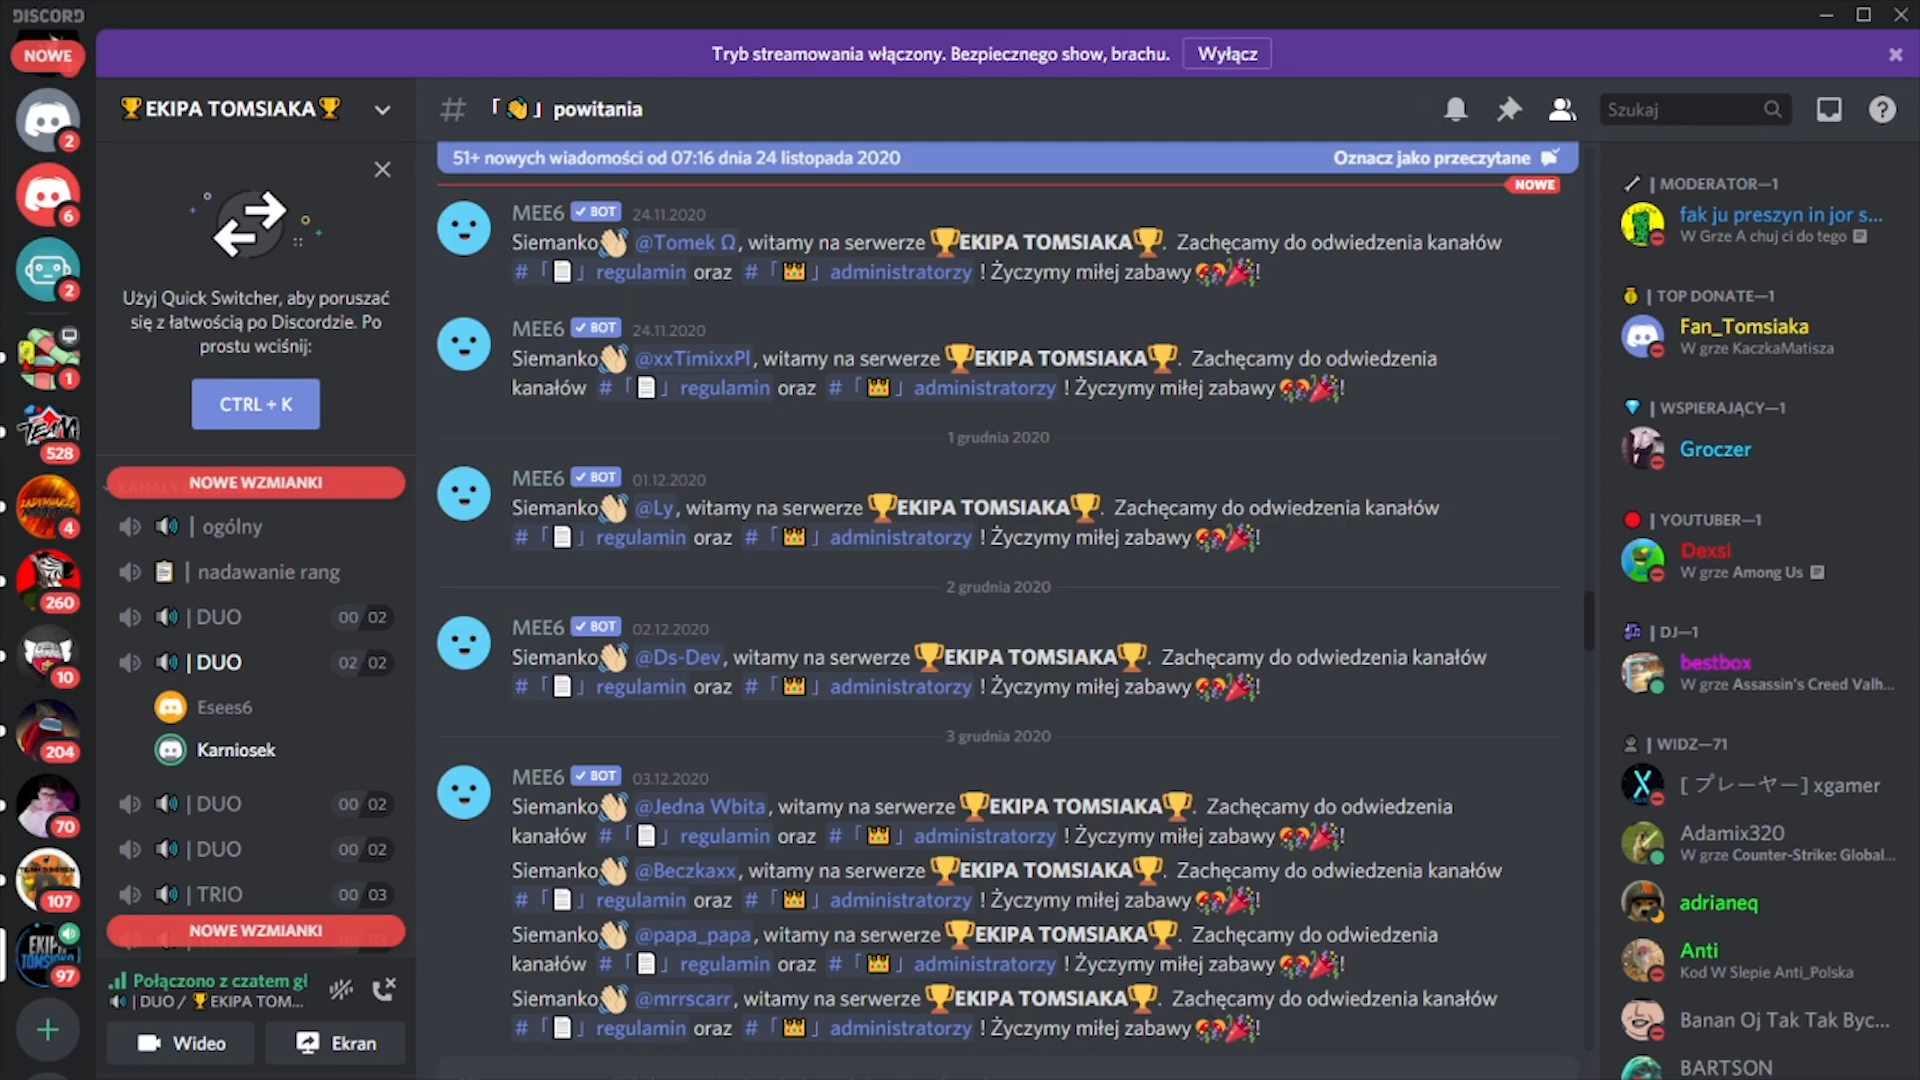 DISCORD
Tryb streamowania włączony. Bezpiecznego show, brachu. Wyłącz
NOWE
2
6
2
1
528
4
260
10
204
70
107
97
🏆EKIPA TOMSIAKA🏆
Użyj Quick Switcher, aby poruszać
się z łatwością po Discordzie. Po
prostu wciśnij:
CTRL + K
NOWE WZMIANKI
| ogólny
| nadawanie rang
| DUO 00 02
| DUO 02 02
Esees6
Karniosek
| DUO 00 02
| DUO 00 02
| TRIO 00 03
NOWE WZMIANKI
Połączono z czatem gł
| DUO / 🏆EKIPA TOM...
Wideo Ekran
# 「👋」 powitania
Szukaj
51+ nowych wiadomości od 07:16 dnia 24 listopada 2020 Oznacz jako przeczytane
NOWE
MEE6 ✓ BOT 24.11.2020
Siemanko👋 @Tomek Ω, witamy na serwerze 🏆EKIPA TOMSIAKA🏆. Zachęcamy do odwiedzenia kanałów
# 「📄」regulamin oraz # 「👑」administratorzy ! Życzymy miłej zabawy 🎊🎉!
MEE6 ✓ BOT 24.11.2020
Siemanko👋 @xxTimixxPl, witamy na serwerze 🏆EKIPA TOMSIAKA🏆. Zachęcamy do odwiedzenia
kanałów # 「📄」regulamin oraz # 「👑」administratorzy ! Życzymy miłej zabawy 🎊🎉!
1 grudnia 2020
MEE6 ✓ BOT 01.12.2020
Siemanko👋 @Ly, witamy na serwerze 🏆EKIPA TOMSIAKA🏆. Zachęcamy do odwiedzenia kanałów
# 「📄」regulamin oraz # 「👑」administratorzy ! Życzymy miłej zabawy 🎊🎉!
2 grudnia 2020
MEE6 ✓ BOT 02.12.2020
Siemanko👋 @Ds-Dev, witamy na serwerze 🏆EKIPA TOMSIAKA🏆. Zachęcamy do odwiedzenia kanałów
# 「📄」regulamin oraz # 「👑」administratorzy ! Życzymy miłej zabawy 🎊🎉!
3 grudnia 2020
MEE6 ✓ BOT 03.12.2020
Siemanko👋 @Jedna Wbita, witamy na serwerze 🏆EKIPA TOMSIAKA🏆. Zachęcamy do odwiedzenia
kanałów # 「📄」regulamin oraz # 「👑」administratorzy ! Życzymy miłej zabawy 🎊🎉!
Siemanko👋 @Beczkaxx, witamy na serwerze 🏆EKIPA TOMSIAKA🏆. Zachęcamy do odwiedzenia kanałów
# 「📄」regulamin oraz # 「👑」administratorzy ! Życzymy miłej zabawy 🎊🎉!
Siemanko👋 @papa_papa, witamy na serwerze 🏆EKIPA TOMSIAKA🏆. Zachęcamy do odwiedzenia
kanałów # 「📄」regulamin oraz # 「👑」administratorzy ! Życzymy miłej zabawy 🎊🎉!
Siemanko👋 @mrrscarr, witamy na serwerze 🏆EKIPA TOMSIAKA🏆. Zachęcamy do odwiedzenia kanałów
# 「📄」regulamin oraz # 「👑」administratorzy ! Życzymy miłej zabawy 🎊🎉!
| MODERATOR—1
fak ju preszyn in jor s...
W Grze A chuj ci do tego
| TOP DONATE—1
Fan_Tomsiaka
W grze KaczkaMatisza
| WSPIERAJĄCY—1
Groczer
| YOUTUBER—1
Dexsi
W grze Among Us
| DJ—1
bestbox
W grze Assassin's Creed Valh...
| WIDZ—71
[ プレーヤー ] xgamer
Adamix320
W grze Counter-Strike: Global...
adrianeq
Anti
Kod W Slepie Anti_Polska
Banan Oj Tak Tak Byc...
BARTSON